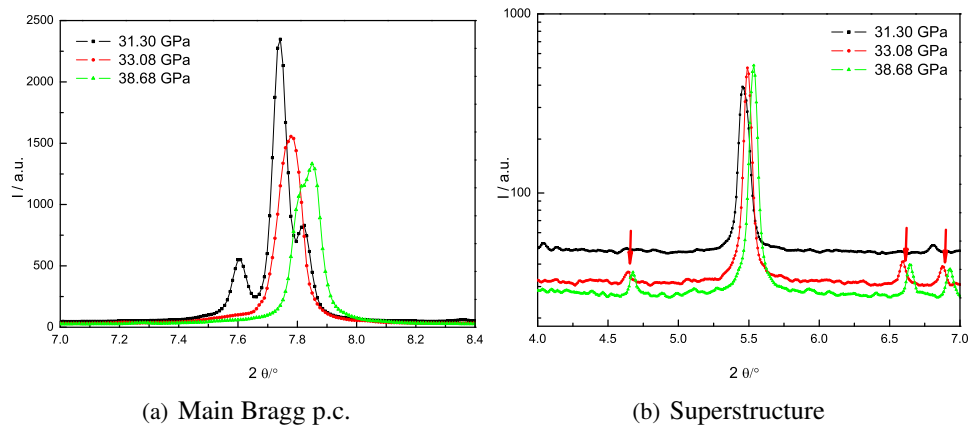 2500
2000
1500
1000
500
0
I / a.u.
31.30 GPa
33.08 GPa
38.68 GPa
7.0
7.2
7.4
7.6
7.8
8.0
8.2
8.4
2 θ/°
(a) Main Bragg p.c.
1000
100
I / a.u.
31.30 GPa
33.08 GPa
38.68 GPa
4.0
4.5
5.0
5.5
6.0
6.5
7.0
2 θ/°
(b) Superstructure